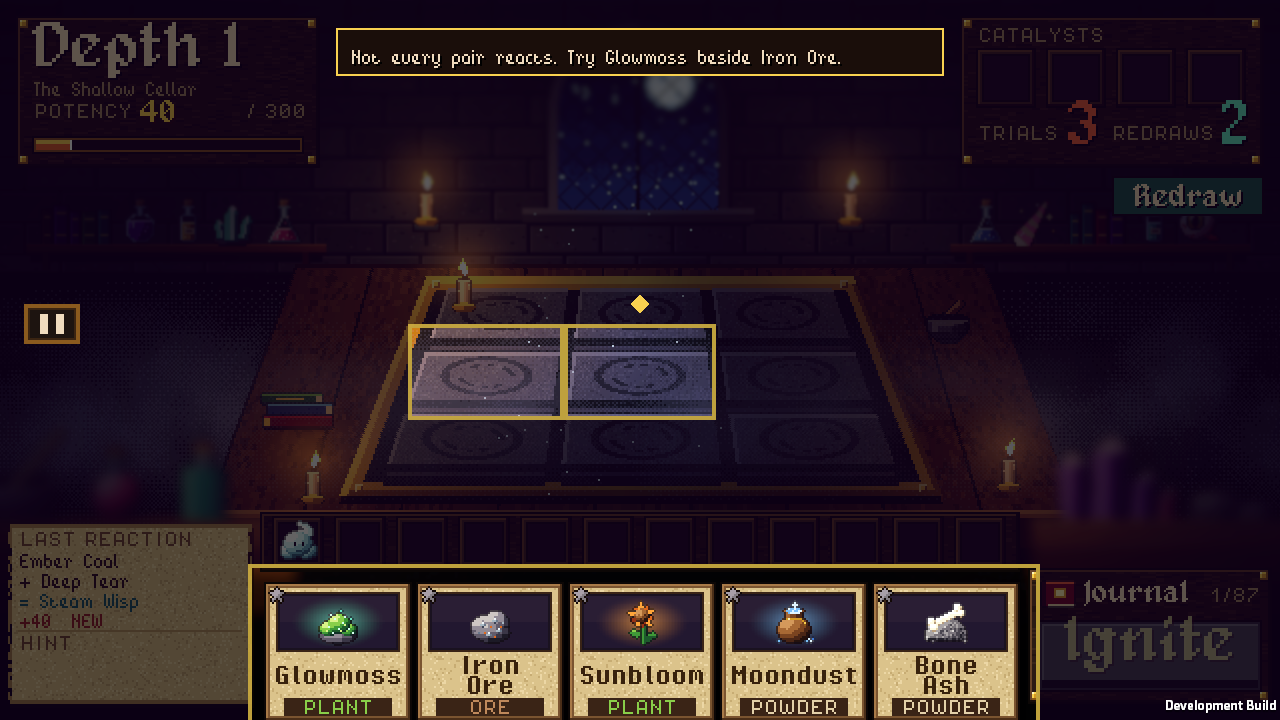 Depth 1
The Shallow Cellar
POTENCY 40 / 300
Not every pair reacts. Try Glowmoss beside Iron Ore.
CATALYSTS
TRIALS 3 REDRAWS 2
Redraw
LAST REACTION
Ember Coal
+ Deep Tear
= Steam Wisp
+40 NEW
HINT
Glowmoss
PLANT
Iron
Ore
ORE
Sunbloom
PLANT
Moondust
POWDER
Bone
Ash
POWDER
Journal 1/87
Ignite
Development Build